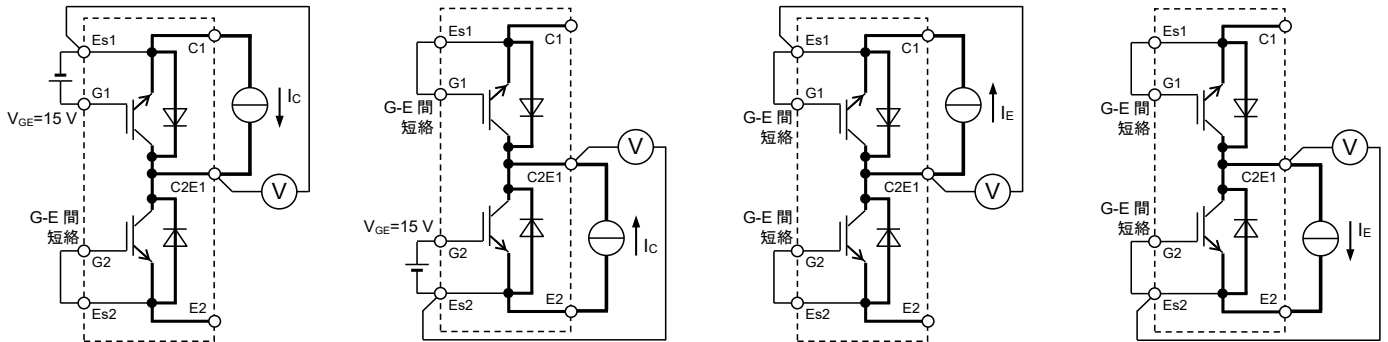 Es1
C1
G1
V_GE=15 V
I_C
C2E1
V
G-E 間
短絡
G2
Es2
E2
Es1
C1
G1
G-E 間
短絡
V
C2E1
V_GE=15 V
G2
I_C
Es2
E2
Es1
C1
G1
G-E 間
短絡
I_E
C2E1
V
G-E 間
短絡
G2
Es2
E2
Es1
C1
G1
G-E 間
短絡
V
C2E1
G-E 間
短絡
G2
I_E
Es2
E2